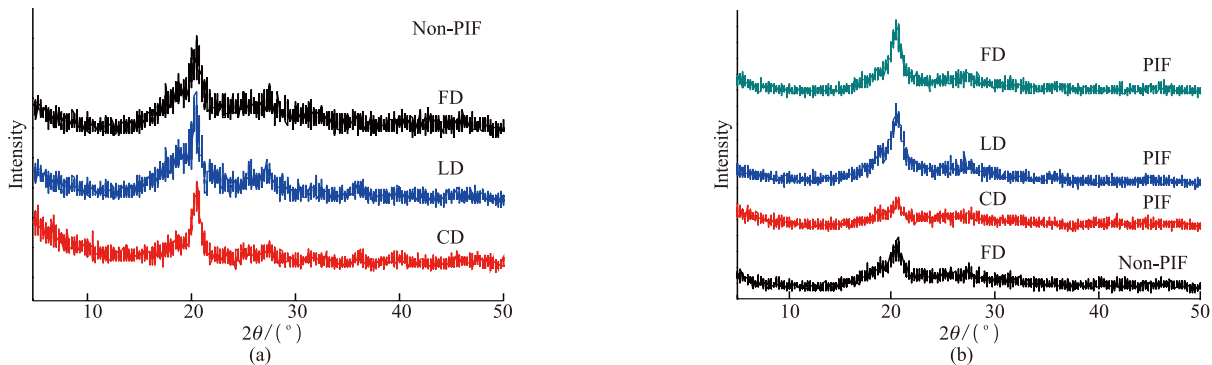 Non-PIF
FD
LD
CD
Intensity
10 20 30 40 50
2θ/(°)
(a)
FD PIF
LD PIF
CD PIF
FD Non-PIF
Intensity
10 20 30 40 50
2θ/(°)
(b)